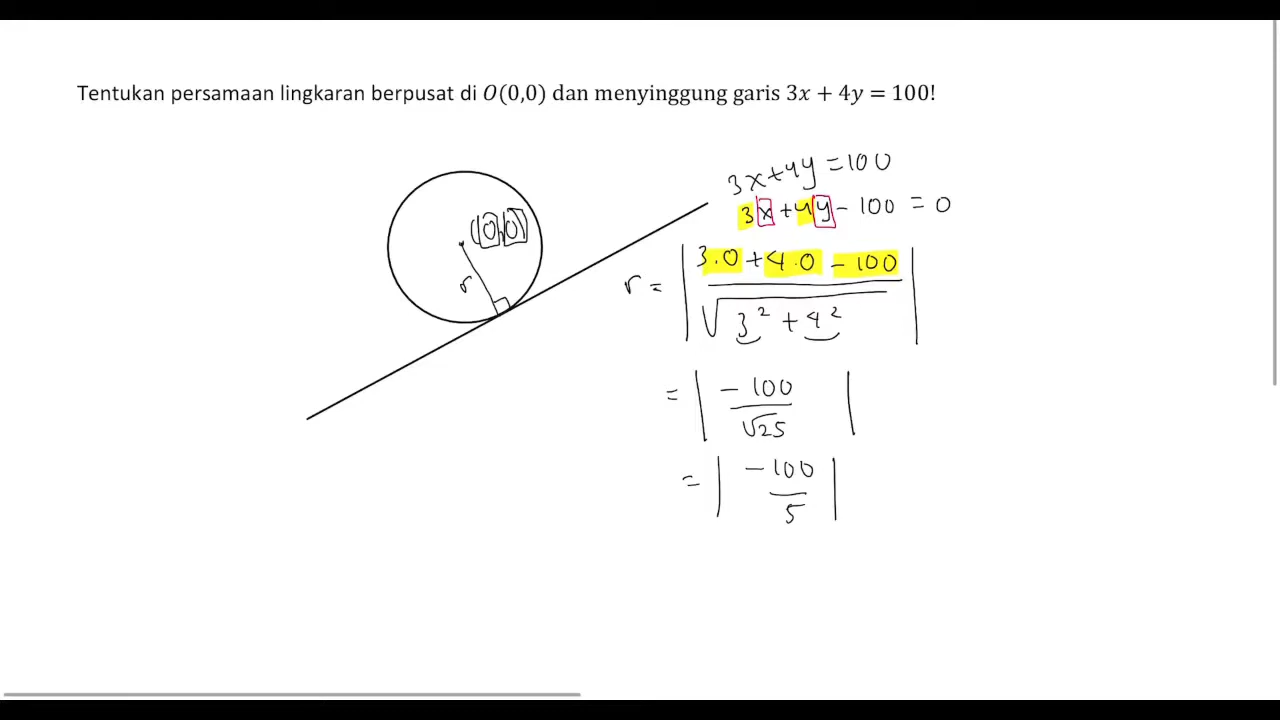 Tentukan persamaan lingkaran berpusat di O(0,0) dan menyinggung garis 3x + 4y = 100!
3x+4y=100
3x+4y-100 = 0
(0,0)
r
r = |3.0+4.0-100 / √3²+4²|
= |-100 / √25|
= |-100 / 5|